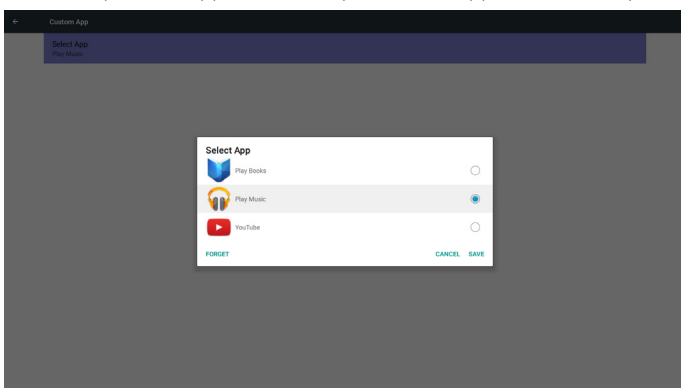 Custom App
Select App
Play Music
Select App
Play Books
Play Music
YouTube
FORGET CANCEL SAVE